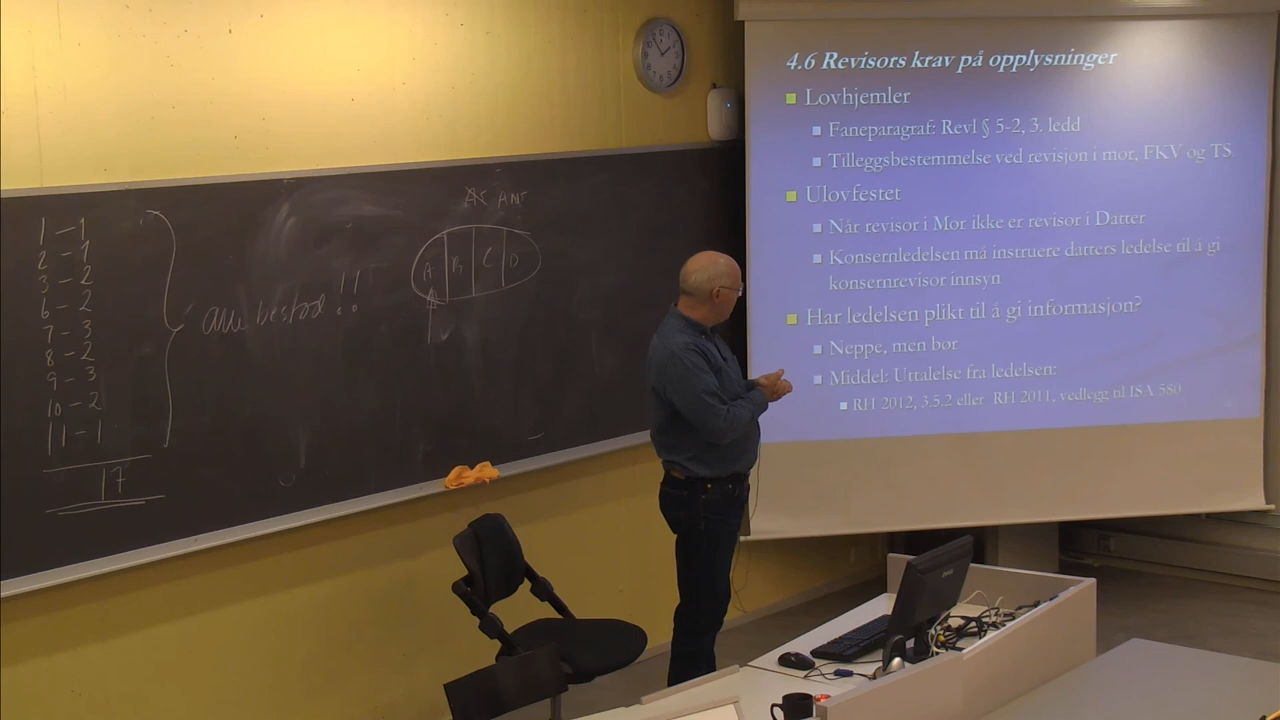 1 - 1
2 - 1
3 - 2
6 - 2
7 - 3
8 - 2
9 - 3
10 - 2
11 - 1
17
alle bestod !!
A B C D
4.6 Revisors krav på opplysninger
Lovhjemler
Faneparagraf: Revl § 5-2, 3. ledd
Tilleggsbestemmelse ved revisjon i mor, FKV og TS
Ulovfestet
Når revisor i Mor ikke er revisor i Datter
Konsernledelsen må instruere datters ledelse til å gi
konsernrevisor innsyn
Har ledelsen plikt til å gi informasjon?
Neppe, men bør
Middel: Uttalelse fra ledelsen:
RH 2012, 3.5.2 eller RH 2011, vedlegg til ISA 580